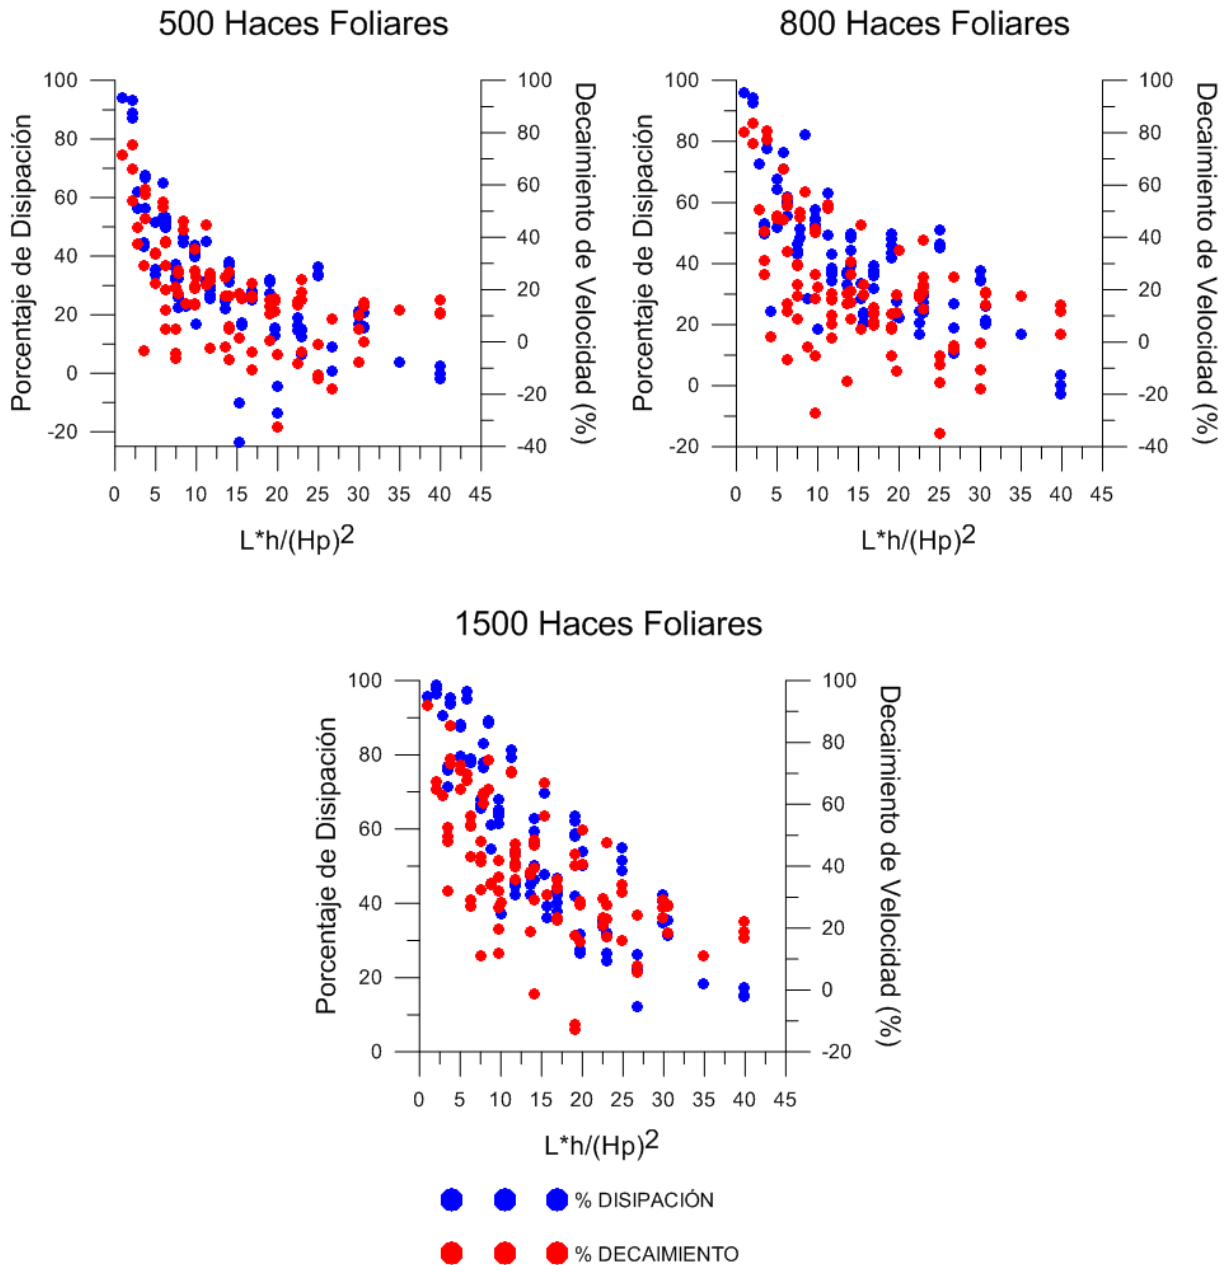 500 Haces Foliares
800 Haces Foliares
Porcentaje de Disipación
100
80
60
40
20
0
-20
100
80
60
40
20
0
-20
-40
Decaimiento de Velocidad (%)
0 5 10 15 20 25 30 35 40 45
L*h/(Hp)2
Porcentaje de Disipación
100
80
60
40
20
0
-20
100
80
60
40
20
0
-20
-40
Decaimiento de Velocidad (%)
0 5 10 15 20 25 30 35 40 45
L*h/(Hp)2
1500 Haces Foliares
Porcentaje de Disipación
100
80
60
40
20
0
100
80
60
40
20
0
-20
Decaimiento de Velocidad (%)
0 5 10 15 20 25 30 35 40 45
L*h/(Hp)2
% DISIPACIÓN
% DECAIMIENTO